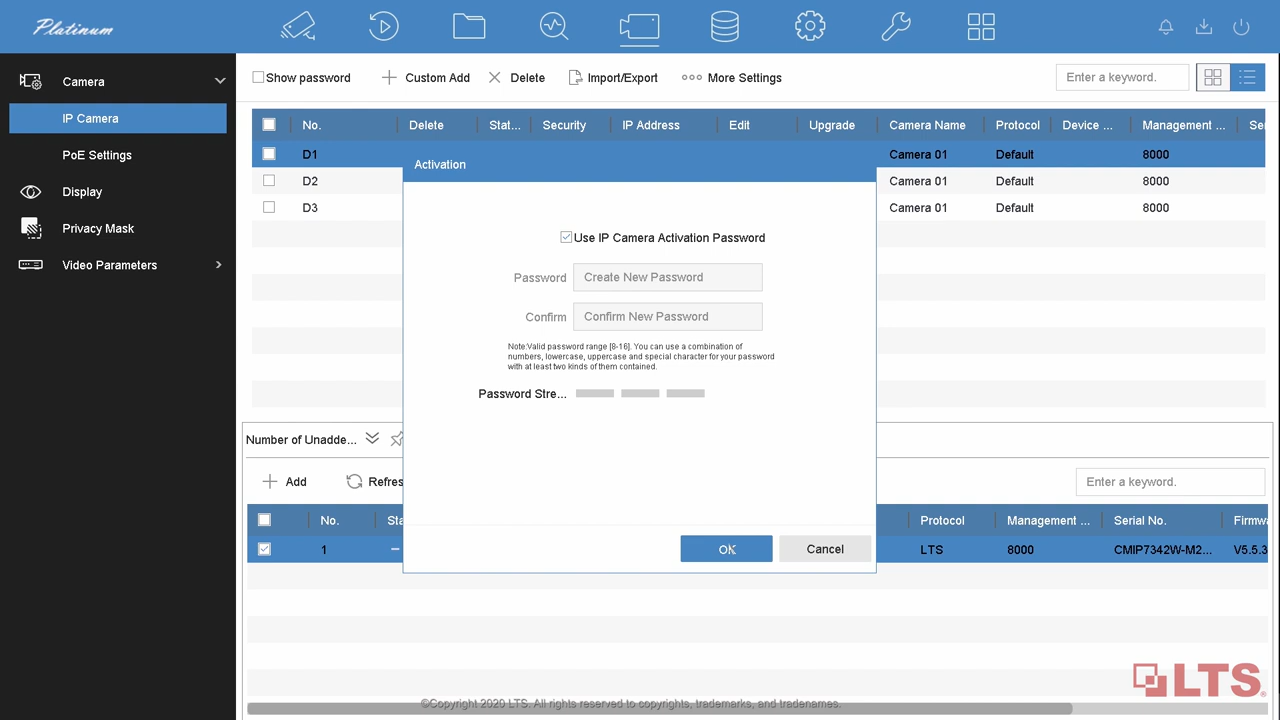 Platinum
Camera
IP Camera
PoE Settings
Display
Privacy Mask
Video Parameters
Show password
Custom Add
Delete
Import/Export
More Settings
Enter a keyword.
No. Delete Stat... Security IP Address Edit Upgrade Camera Name Protocol Device ... Management ... Se
D1 Camera 01 Default 8000
D2 Camera 01 Default 8000
D3 Camera 01 Default 8000
Activation
Use IP Camera Activation Password
Password Create New Password
Confirm Confirm New Password
Note:Valid password range [8-16]. You can use a combination of
numbers, lowercase, uppercase and special character for your password
with at least two kinds of them contained.
Password Stre...
OK
Cancel
Number of Unadde...
Add
Refres
Enter a keyword.
No. Sta Protocol Management ... Serial No. Firmwa
1 LTS 8000 CMIP7342W-M2... V5.5.3
LTS®
©Copyright 2020 LTS. All rights reserved to copyrights, trademarks, and tradenames.